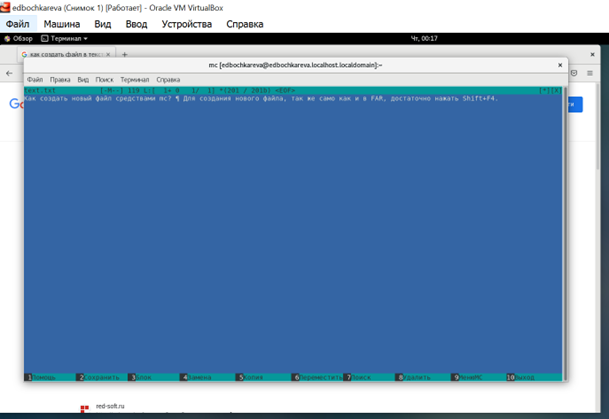 edbochkareva (Снимок 1) [Работает] - Oracle VM VirtualBox
Файл Машина Вид Ввод Устройства Справка
Обзор Терминал Чт, 00:17
как создать файл в текс
mc [edbochkareva@edbochkareva.localhost.localdomain]:~
Файл Правка Вид Поиск Терминал Справка
text.txt [-M--] 119 L:[ 1+ 0 1/ 1] *(201 / 201b) <EOF> [*][X]
Как создать новый файл средствами mc? ¶ Для создания нового файла, так же само как и в FAR, достаточно нажать Shift+F4.
1Помощь 2Сохранить 3Блок 4Замена 5Копия 6Переместить 7Поиск 8Удалить 9МенюMC 10Выход
red-soft.ru